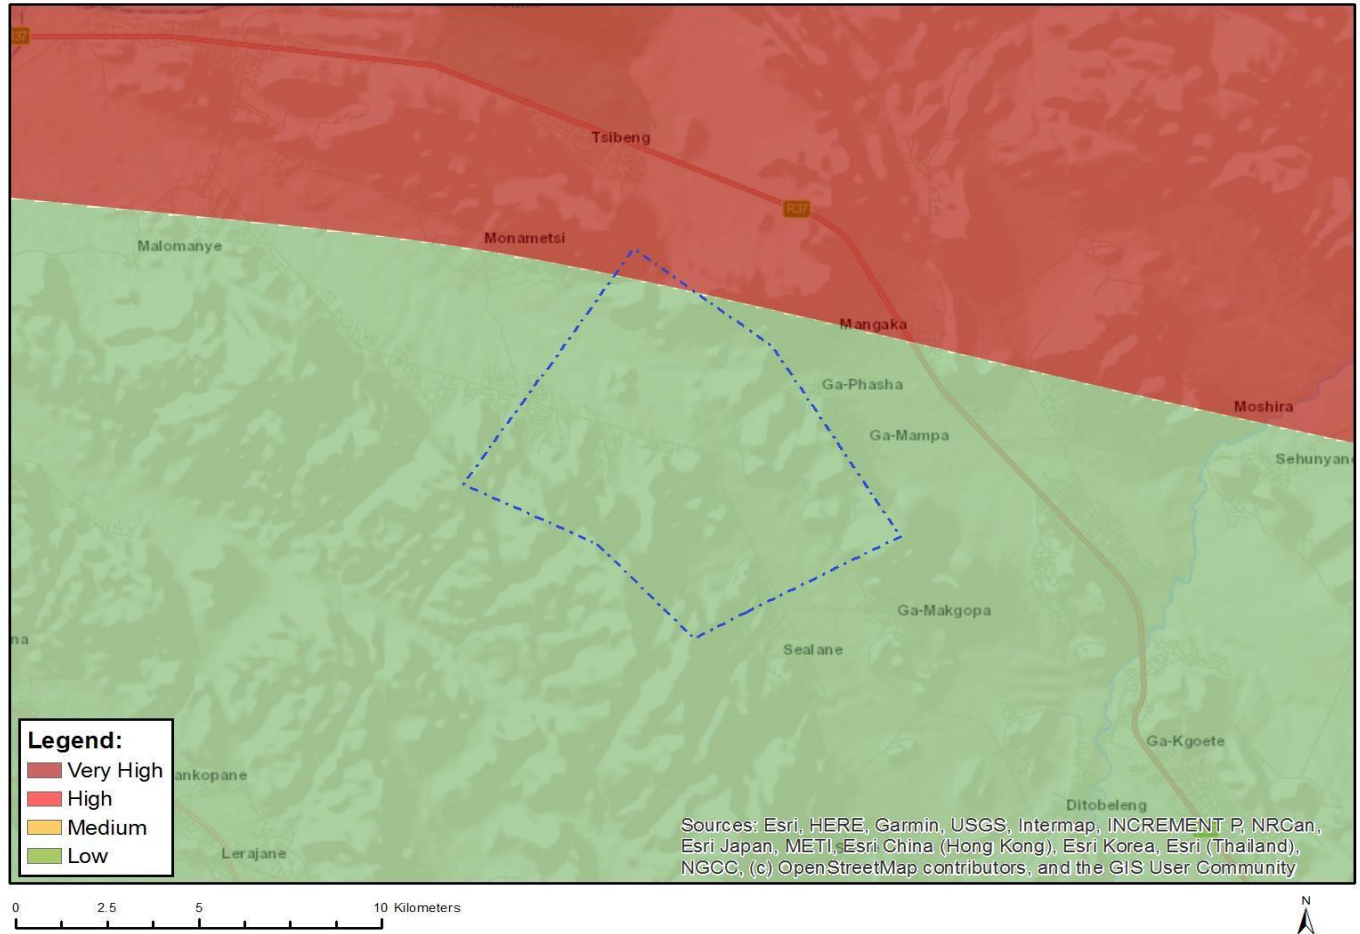 37
Tsibeng
R37
Malomanye
Monametsi
Mangaka
Ga-Phasha
Moshira
Ga-Mampa
Sehunyan
Ga-Makgopa
na
Sealane
Legend:
Very High
High
Medium
Low
Ga-Kgoete
ankopane
Ditobeleng
Lerajane
Sources: Esri, HERE, Garmin, USGS, Intermap, INCREMENT P, NRCan,
Esri Japan, METI, Esri China (Hong Kong), Esri Korea, Esri (Thailand),
NGCC, (c) OpenStreetMap contributors, and the GIS User Community
0 2.5 5 10 Kilometers
N